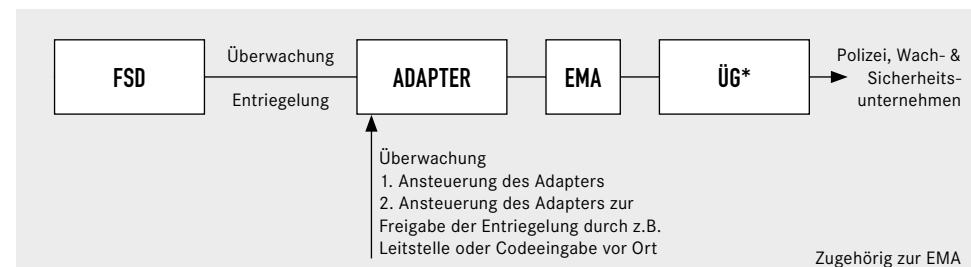 FSD
Überwachung
Entriegelung
ADAPTER
EMA
ÜG*
Polizei, Wach- &
Sicherheits-
unternehmen
Überwachung
1. Ansteuerung des Adapters
2. Ansteuerung des Adapters zur
Freigabe der Entriegelung durch z.B.
Leitstelle oder Codeeingabe vor Ort
Zugehörig zur EMA